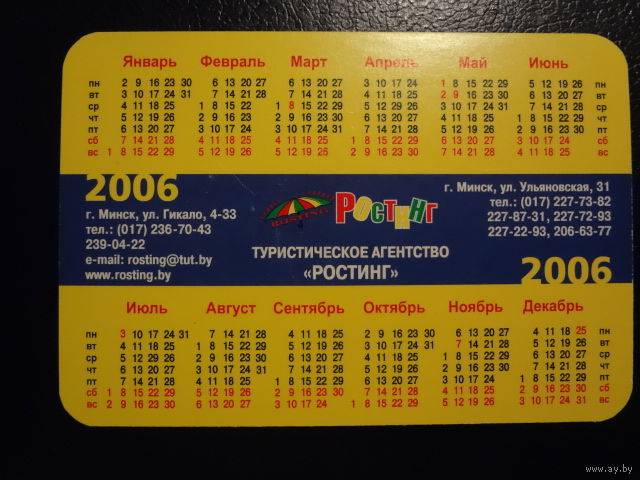 Январь Февраль Март Апрель Май Июнь
пн 2 9 16 23 30 6 13 20 27 6 13 20 27 3 10 17 24 1 8 15 22 29 5 12 19 26 пн
вт 3 10 17 24 31 7 14 21 28 7 14 21 28 4 11 18 25 2 9 16 23 30 6 13 20 27 вт
ср 4 11 18 25 1 8 15 22 1 8 15 22 29 5 12 19 26 3 10 17 24 31 7 14 21 28 ср
чт 5 12 19 26 2 9 16 23 2 9 16 23 30 6 13 20 27 4 11 18 25 1 8 15 22 29 чт
пт 6 13 20 27 3 10 17 24 3 10 17 24 31 7 14 21 28 5 12 19 26 2 9 16 23 30 пт
сб 7 14 21 28 4 11 18 25 4 11 18 25 1 8 15 22 29 6 13 20 27 3 10 17 24 сб
вс 1 8 15 22 29 5 12 19 26 5 12 19 26 2 9 16 23 30 7 14 21 28 4 11 18 25 вс
2006
г. Минск, ул. Гикало, 4-33
тел.: (017) 236-70-43
239-04-22
e-mail: rosting@tut.by
www.rosting.by
ROSTING
РОСТИНГ
ТУРИСТИЧЕСКОЕ АГЕНТСТВО
«РОСТИНГ»
г. Минск, ул. Ульяновская, 31
тел.: (017) 227-73-82
227-87-31, 227-72-93
227-22-93, 206-63-77
2006
Июль Август Сентябрь Октябрь Ноябрь Декабрь
пн 3 10 17 24 31 7 14 21 28 4 11 18 25 2 9 16 23 30 6 13 20 27 4 11 18 25 пн
вт 4 11 18 25 1 8 15 22 29 5 12 19 26 3 10 17 24 31 7 14 21 28 5 12 19 26 вт
ср 5 12 19 26 2 9 16 23 30 6 13 20 27 4 11 18 25 1 8 15 22 29 6 13 20 27 ср
чт 6 13 20 27 3 10 17 24 31 7 14 21 28 5 12 19 26 2 9 16 23 30 7 14 21 28 чт
пт 7 14 21 28 4 11 18 25 1 8 15 22 29 6 13 20 27 3 10 17 24 1 8 15 22 29 пт
сб 1 8 15 22 29 5 12 19 26 2 9 16 23 30 7 14 21 28 4 11 18 25 2 9 16 23 30 сб
вс 2 9 16 23 30 6 13 20 27 3 10 17 24 1 8 15 22 29 5 12 19 26 3 10 17 24 31 вс
www.ay.by